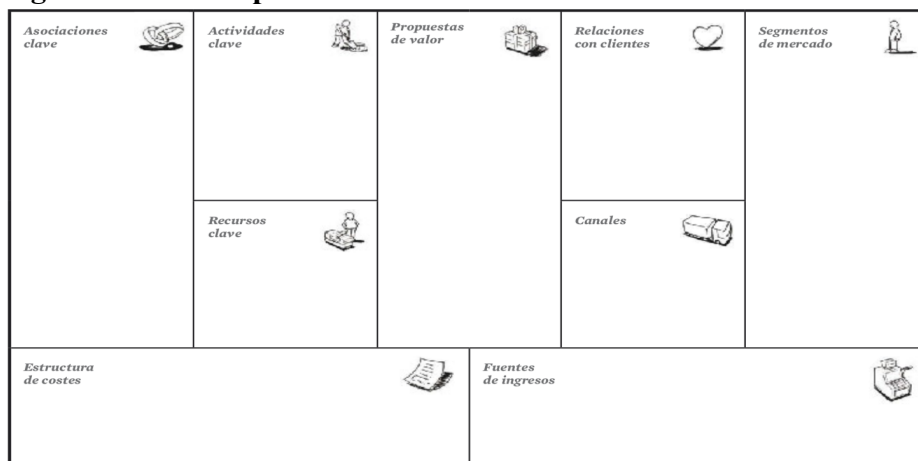 Asociaciones
clave
Actividades
clave
Propuestas
de valor
Relaciones
con clientes
Segmentos
de mercado
Recursos
clave
Canales
Estructura
de costes
Fuentes
de ingresos